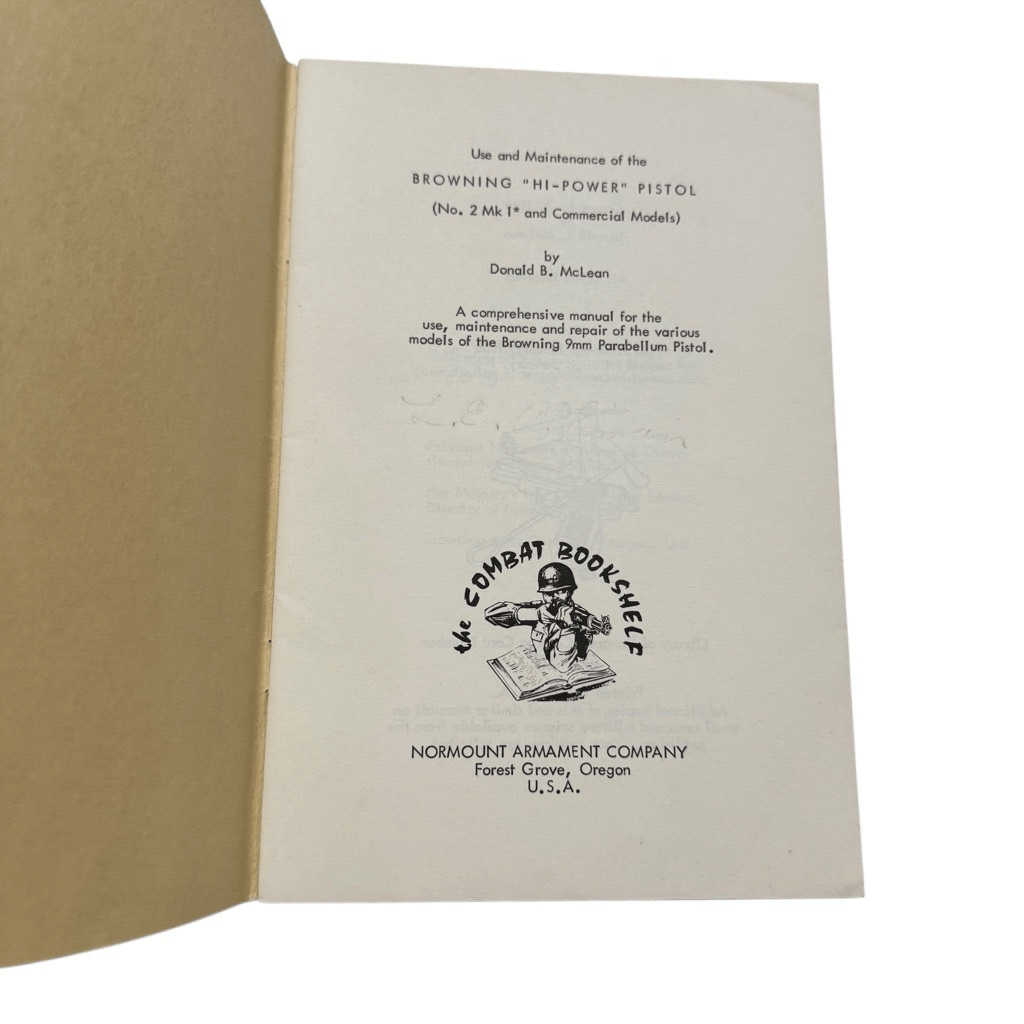 Use and Maintenance of the
BROWNING "HI-POWER" PISTOL
(No. 2 Mk 1* and Commercial Models)
by
Donald B. McLean
A comprehensive manual for the
use, maintenance and repair of the various
models of the Browning 9mm Parabellum Pistol.
L. E.
the COMBAT BOOKSHELF
NORMOUNT ARMAMENT COMPANY
Forest Grove, Oregon
U.S.A.